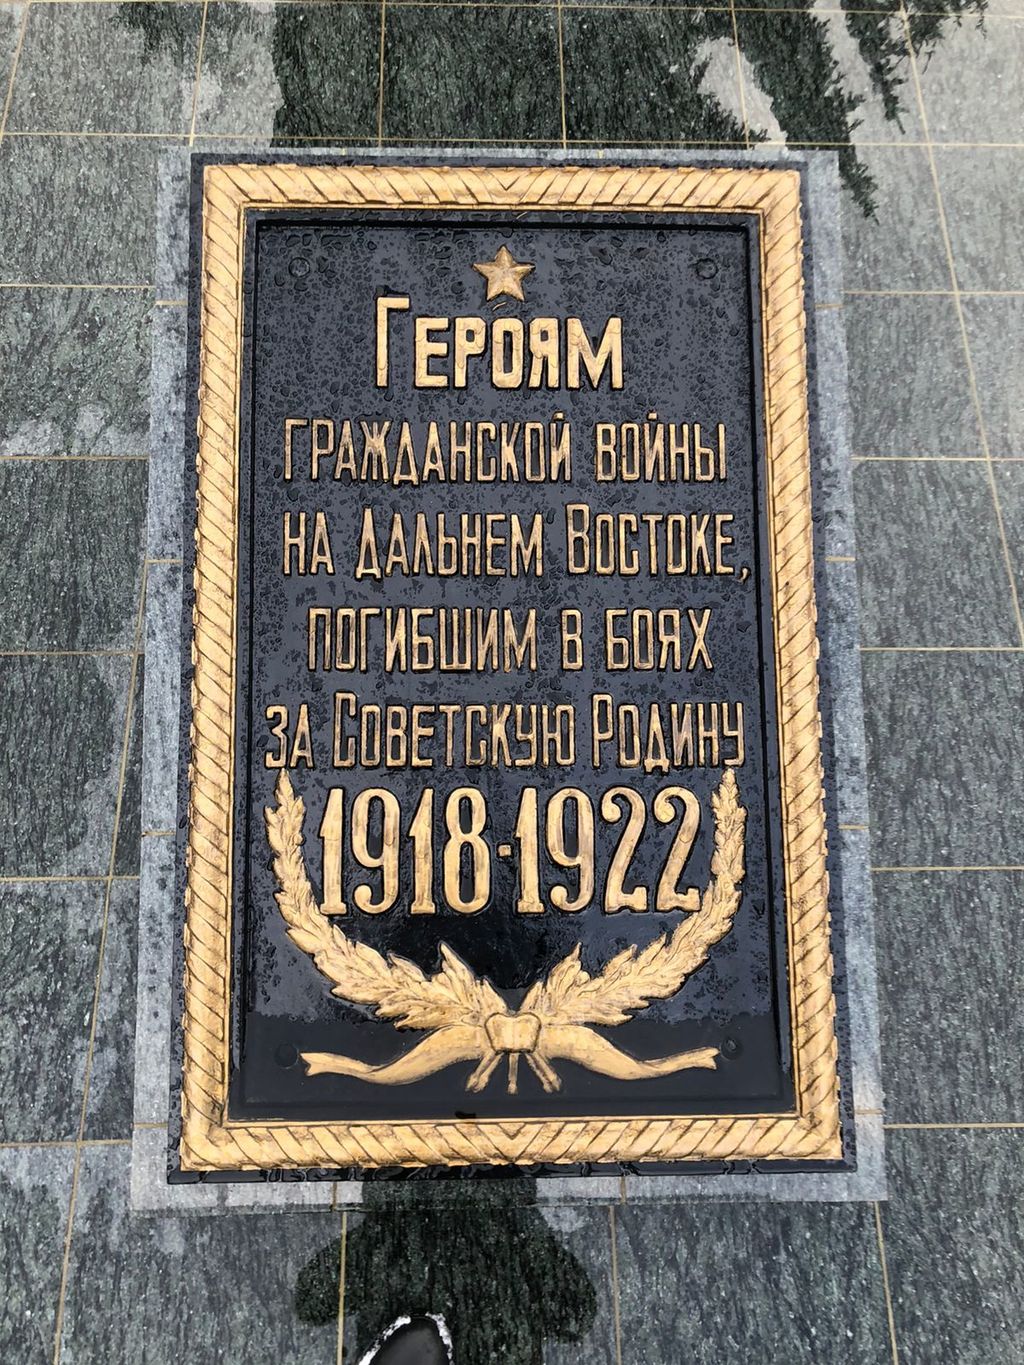 Героям
гражданской войны
на Дальнем Востоке,
погибшим в боях
за Советскую Родину
1918-1922